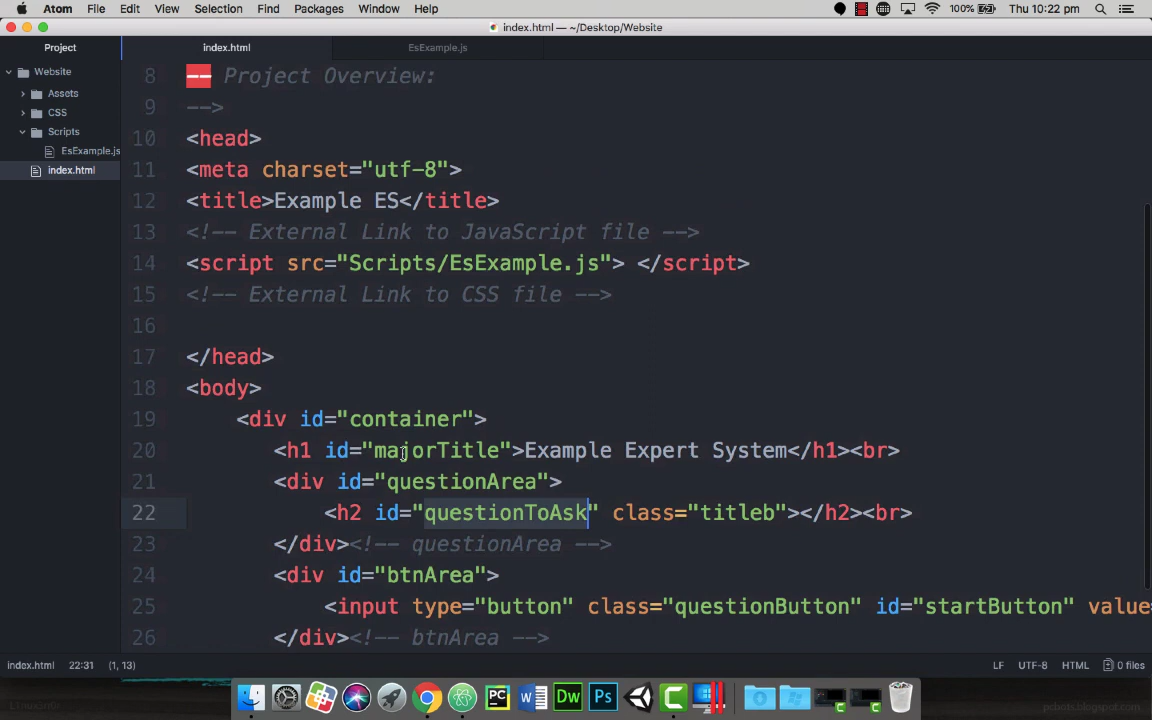 Atom File Edit View Selection Find Packages Window Help 100% Thu 10:22 pm
index.html — ~/Desktop/Website
Project index.html EsExample.js
Website
Assets
CSS
Scripts
EsExample.js
index.html
8 -- Project Overview:
9 -->
10 <head>
11 <meta charset="utf-8">
12 <title>Example ES</title>
13 <!-- External Link to JavaScript file -->
14 <script src="Scripts/EsExample.js"> </script>
15 <!-- External Link to CSS file -->
16
17 </head>
18 <body>
19 <div id="container">
20 <h1 id="majorTitle">Example Expert System</h1><br>
21 <div id="questionArea">
22 <h2 id="questionToAsk" class="titleb"></h2><br>
23 </div><!-- questionArea -->
24 <div id="btnArea">
25 <input type="button" class="questionButton" id="startButton" value=
26 </div><!-- btnArea -->
index.html 22:31 (1, 13) LF UTF-8 HTML 0 files
PC W Dw Ps
pcbots.blogspot.com